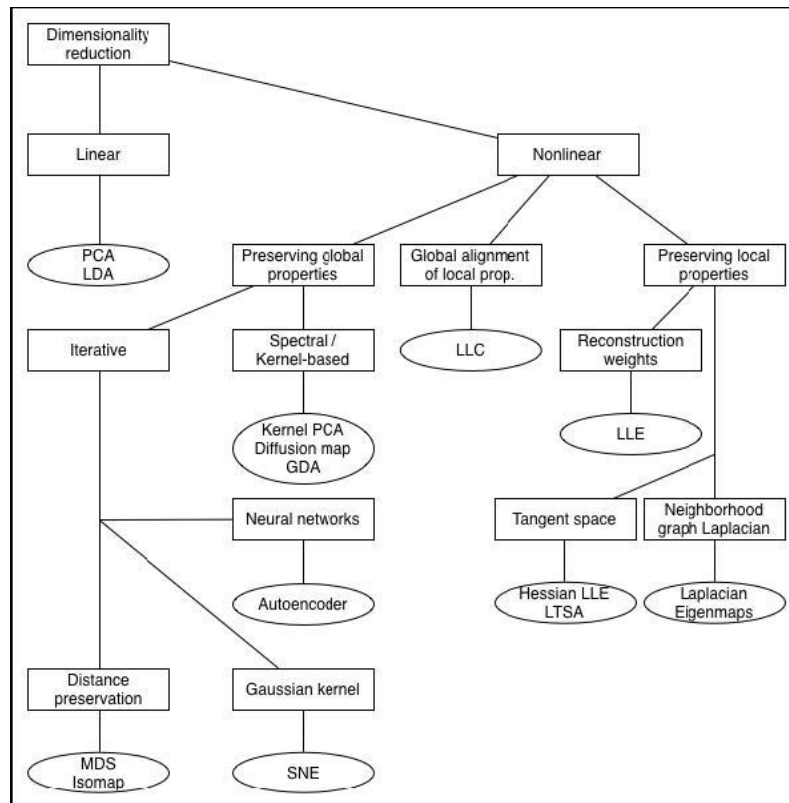 Dimensionality
reduction
Linear
Nonlinear
PCA
LDA
Preserving global
properties
Global alignment
of local prop.
Preserving local
properties
Iterative
Spectral /
Kernel-based
LLC
Reconstruction
weights
Kernel PCA
Diffusion map
GDA
LLE
Neural networks
Tangent space
Neighborhood
graph Laplacian
Autoencoder
Hessian LLE
LTSA
Laplacian
Eigenmaps
Distance
preservation
Gaussian kernel
MDS
Isomap
SNE